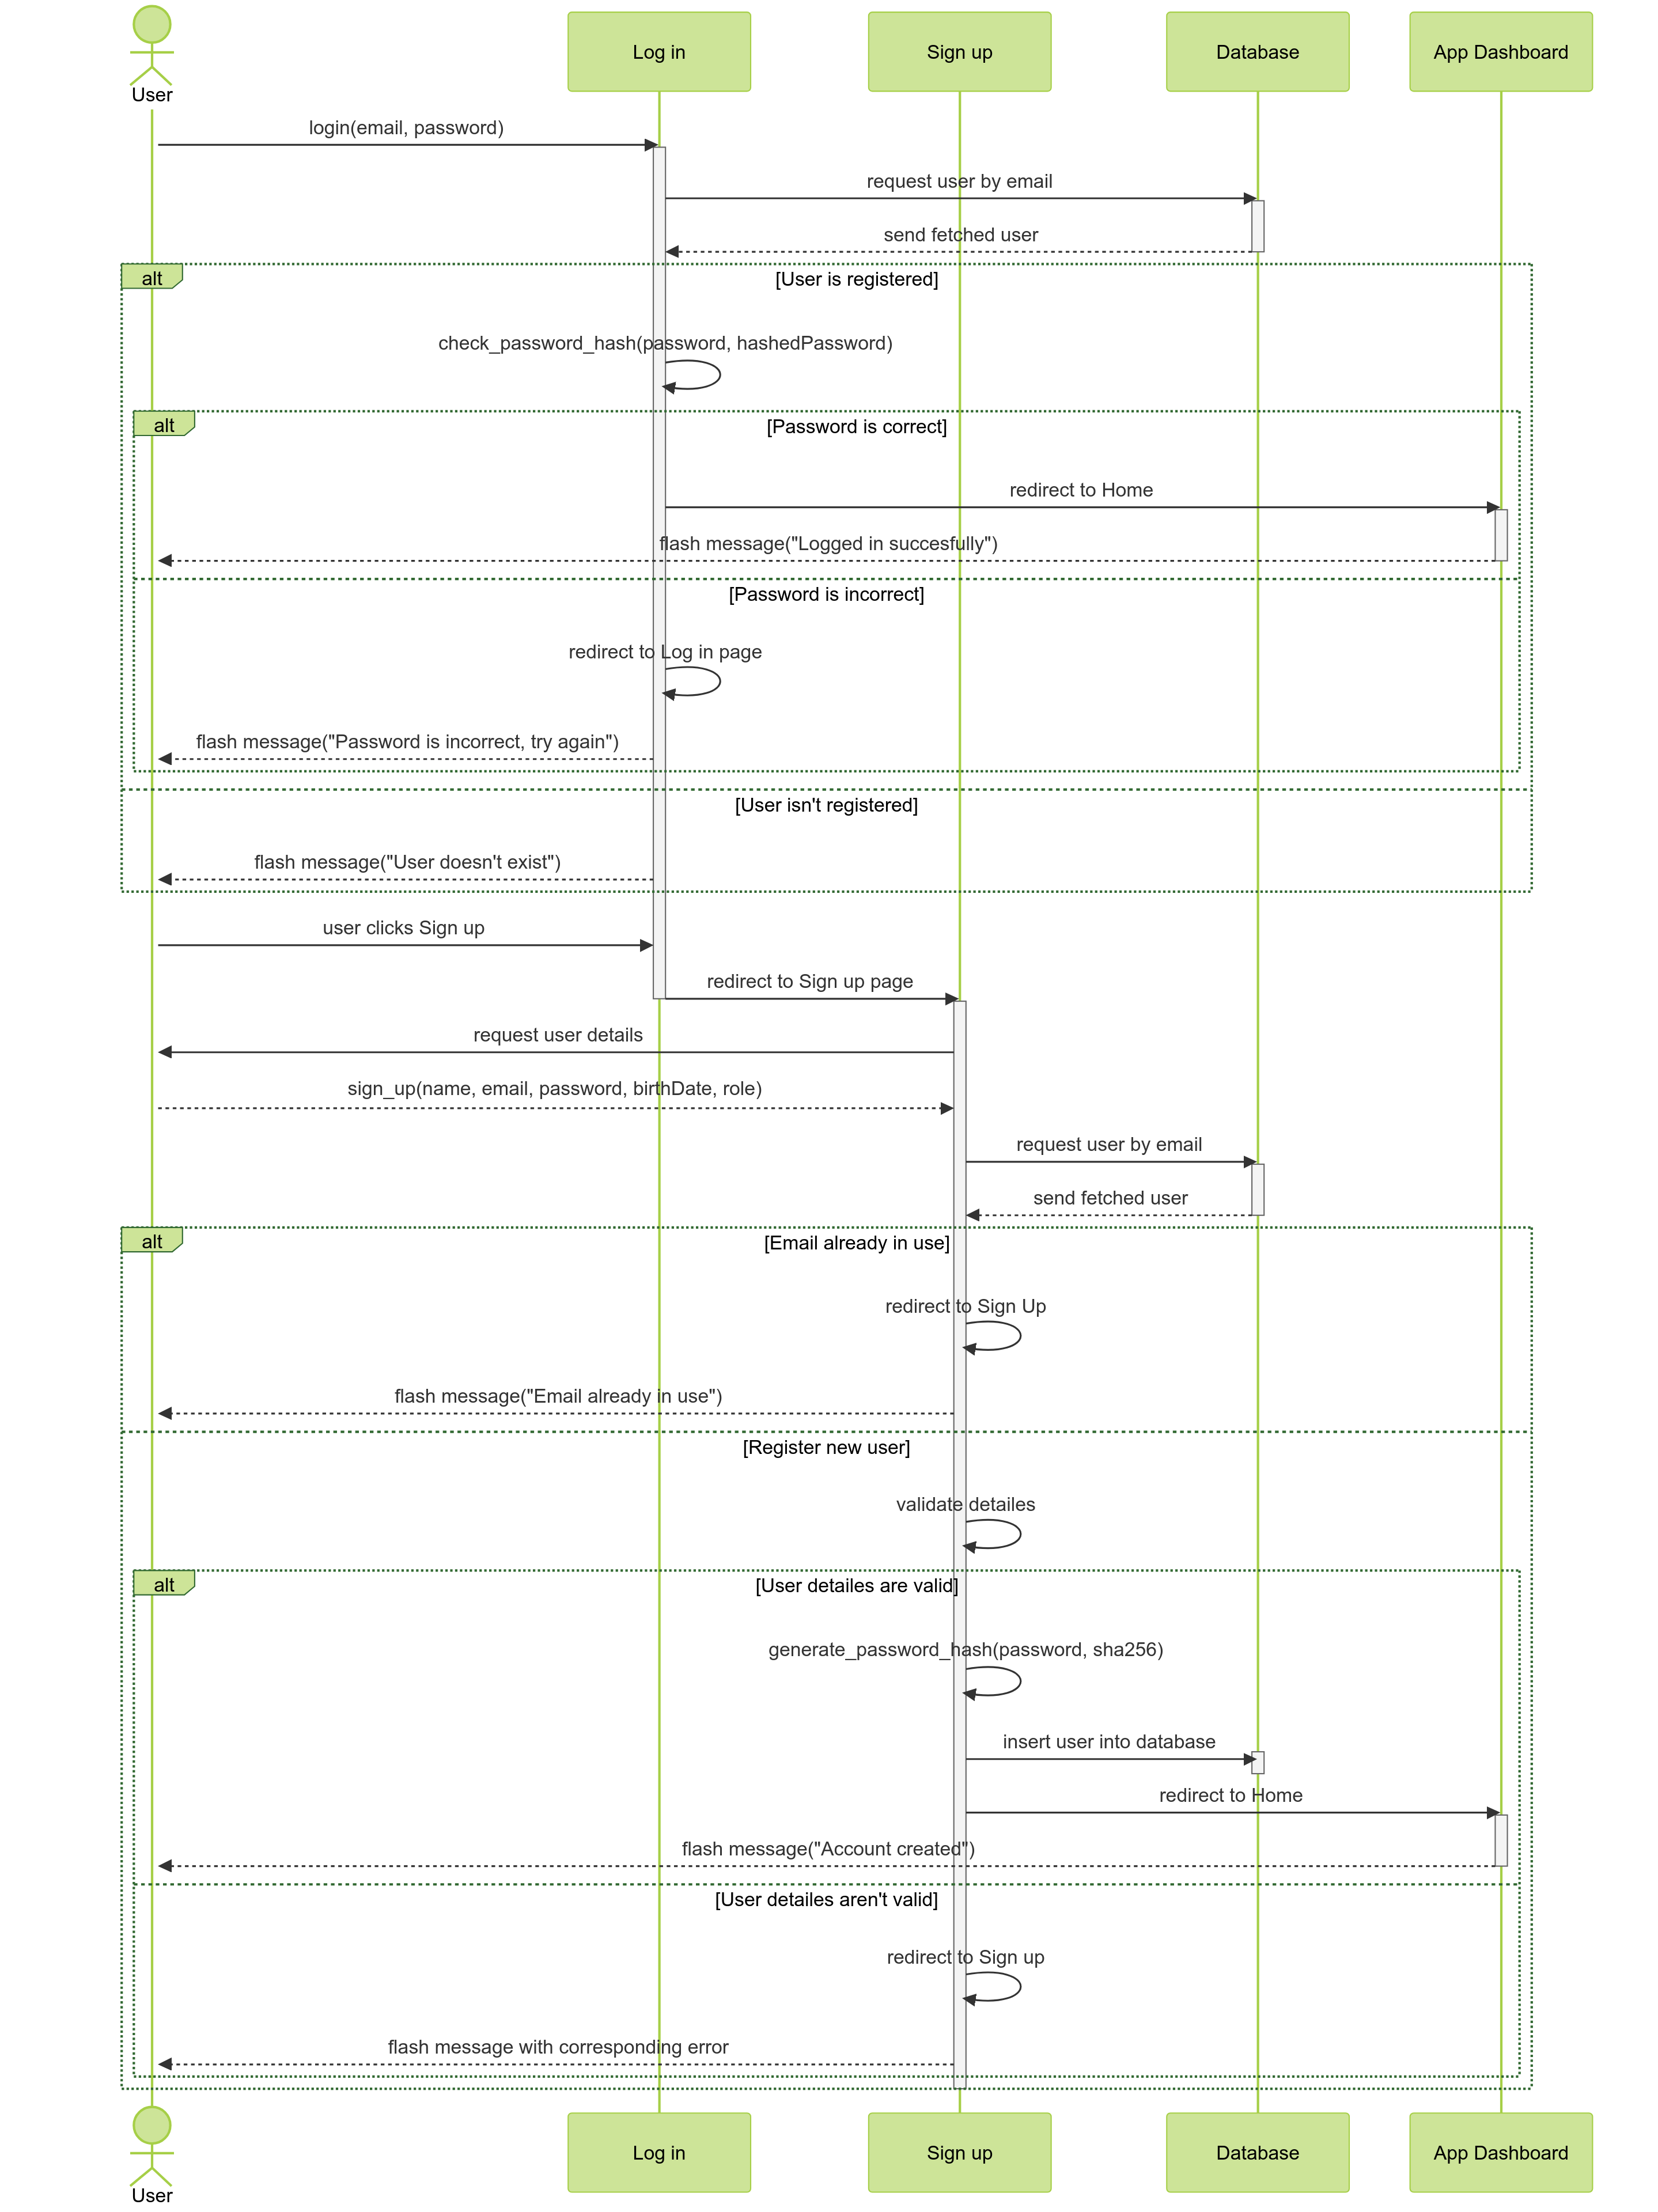 User
Log in
Sign up
Database
App Dashboard
login(email, password)
request user by email
send fetched user
alt
[User is registered]
check_password_hash(password, hashedPassword)
alt
[Password is correct]
redirect to Home
flash message("Logged in succesfully")
[Password is incorrect]
redirect to Log in page
flash message("Password is incorrect, try again")
[User isn't registered]
flash message("User doesn't exist")
user clicks Sign up
redirect to Sign up page
request user details
sign_up(name, email, password, birthDate, role)
request user by email
send fetched user
alt
[Email already in use]
redirect to Sign Up
flash message("Email already in use")
[Register new user]
validate detailes
alt
[User detailes are valid]
generate_password_hash(password, sha256)
insert user into database
redirect to Home
flash message("Account created")
[User detailes aren't valid]
redirect to Sign up
flash message with corresponding error
User
Log in
Sign up
Database
App Dashboard